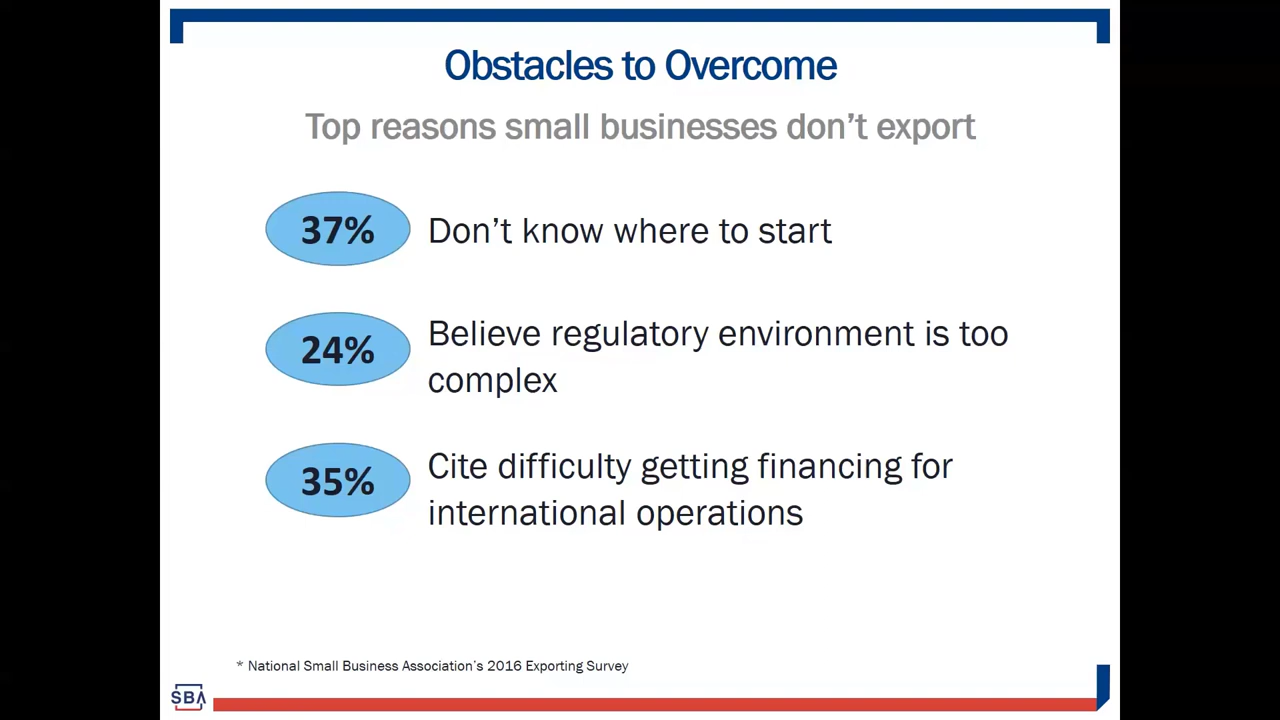 Obstacles to Overcome
Top reasons small businesses don’t export
37%
Don’t know where to start
24%
Believe regulatory environment is too
complex
35%
Cite difficulty getting financing for
international operations
* National Small Business Association’s 2016 Exporting Survey
SBA